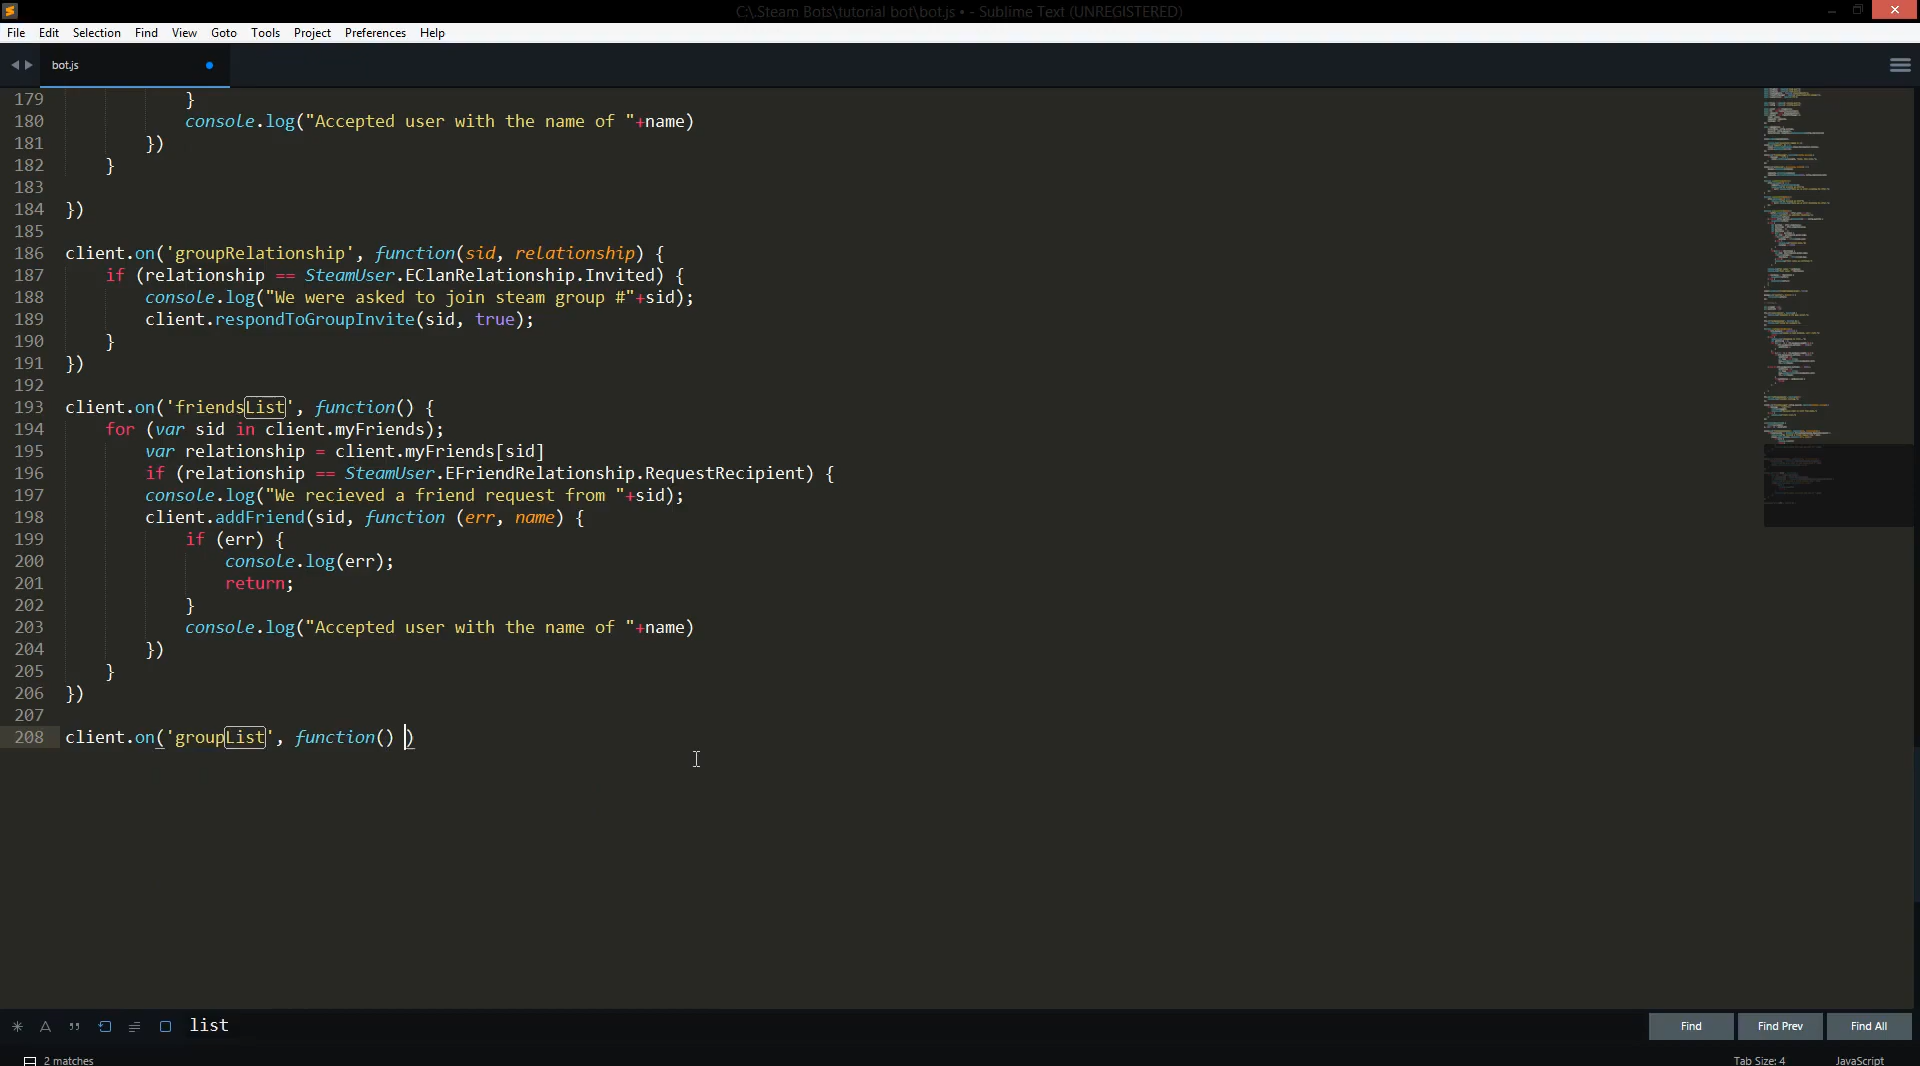 C:\.Steam Bots\tutorial bot\bot.js • - Sublime Text (UNREGISTERED)
File Edit Selection Find View Goto Tools Project Preferences Help
bot.js
179 }
180 console.log("Accepted user with the name of "+name)
181 })
182 }
183
184 })
185
186 client.on('groupRelationship', function(sid, relationship) {
187 if (relationship == SteamUser.EClanRelationship.Invited) {
188 console.log("We were asked to join steam group #"+sid);
189 client.respondToGroupInvite(sid, true);
190 }
191 })
192
193 client.on('friendsList', function() {
194 for (var sid in client.myFriends);
195 var relationship = client.myFriends[sid]
196 if (relationship == SteamUser.EFriendRelationship.RequestRecipient) {
197 console.log("We recieved a friend request from "+sid);
198 client.addFriend(sid, function (err, name) {
199 if (err) {
200 console.log(err);
201 return;
202 }
203 console.log("Accepted user with the name of "+name)
204 })
205 }
206 })
207
208 client.on('groupList', function() )
list
Find Find Prev Find All
2 matches Tab Size: 4 JavaScript